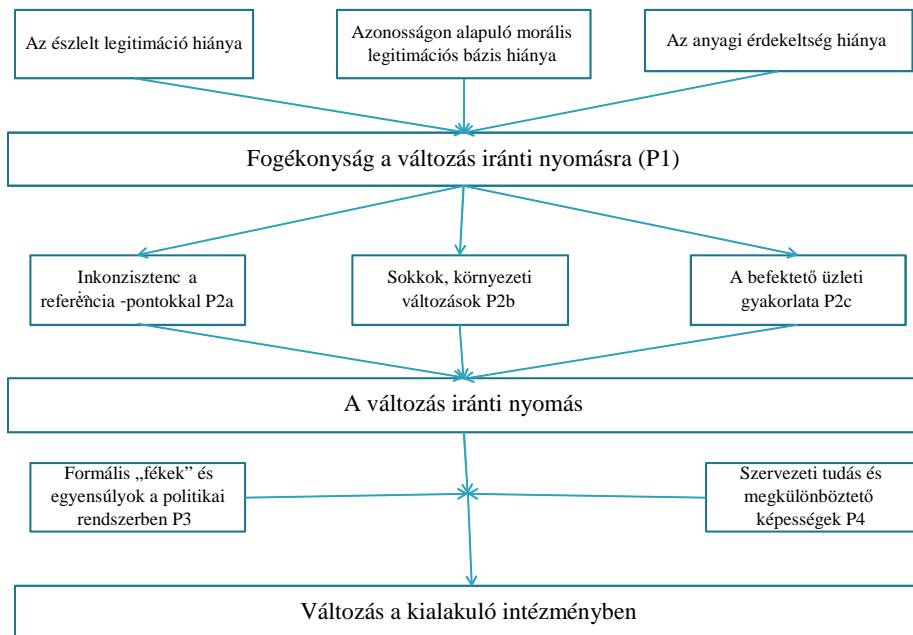 Az észlelt legitimáció hiánya
Azonosságon alapuló morális
legitimációs bázis hiánya
Az anyagi érdekeltség hiánya
Fogékonyság a változás iránti nyomásra (P1)
Inkonzisztenc a
referencia -pontokkal P2a
Sokkok, környezeti
változások P2b
A befektető üzleti
gyakorlata P2c
A változás iránti nyomás
Formális „fékek” és
egyensúlyok a politikai
rendszerben P3
Szervezeti tudás és
megkülönböztető
képességek P4
Változás a kialakuló intézményben